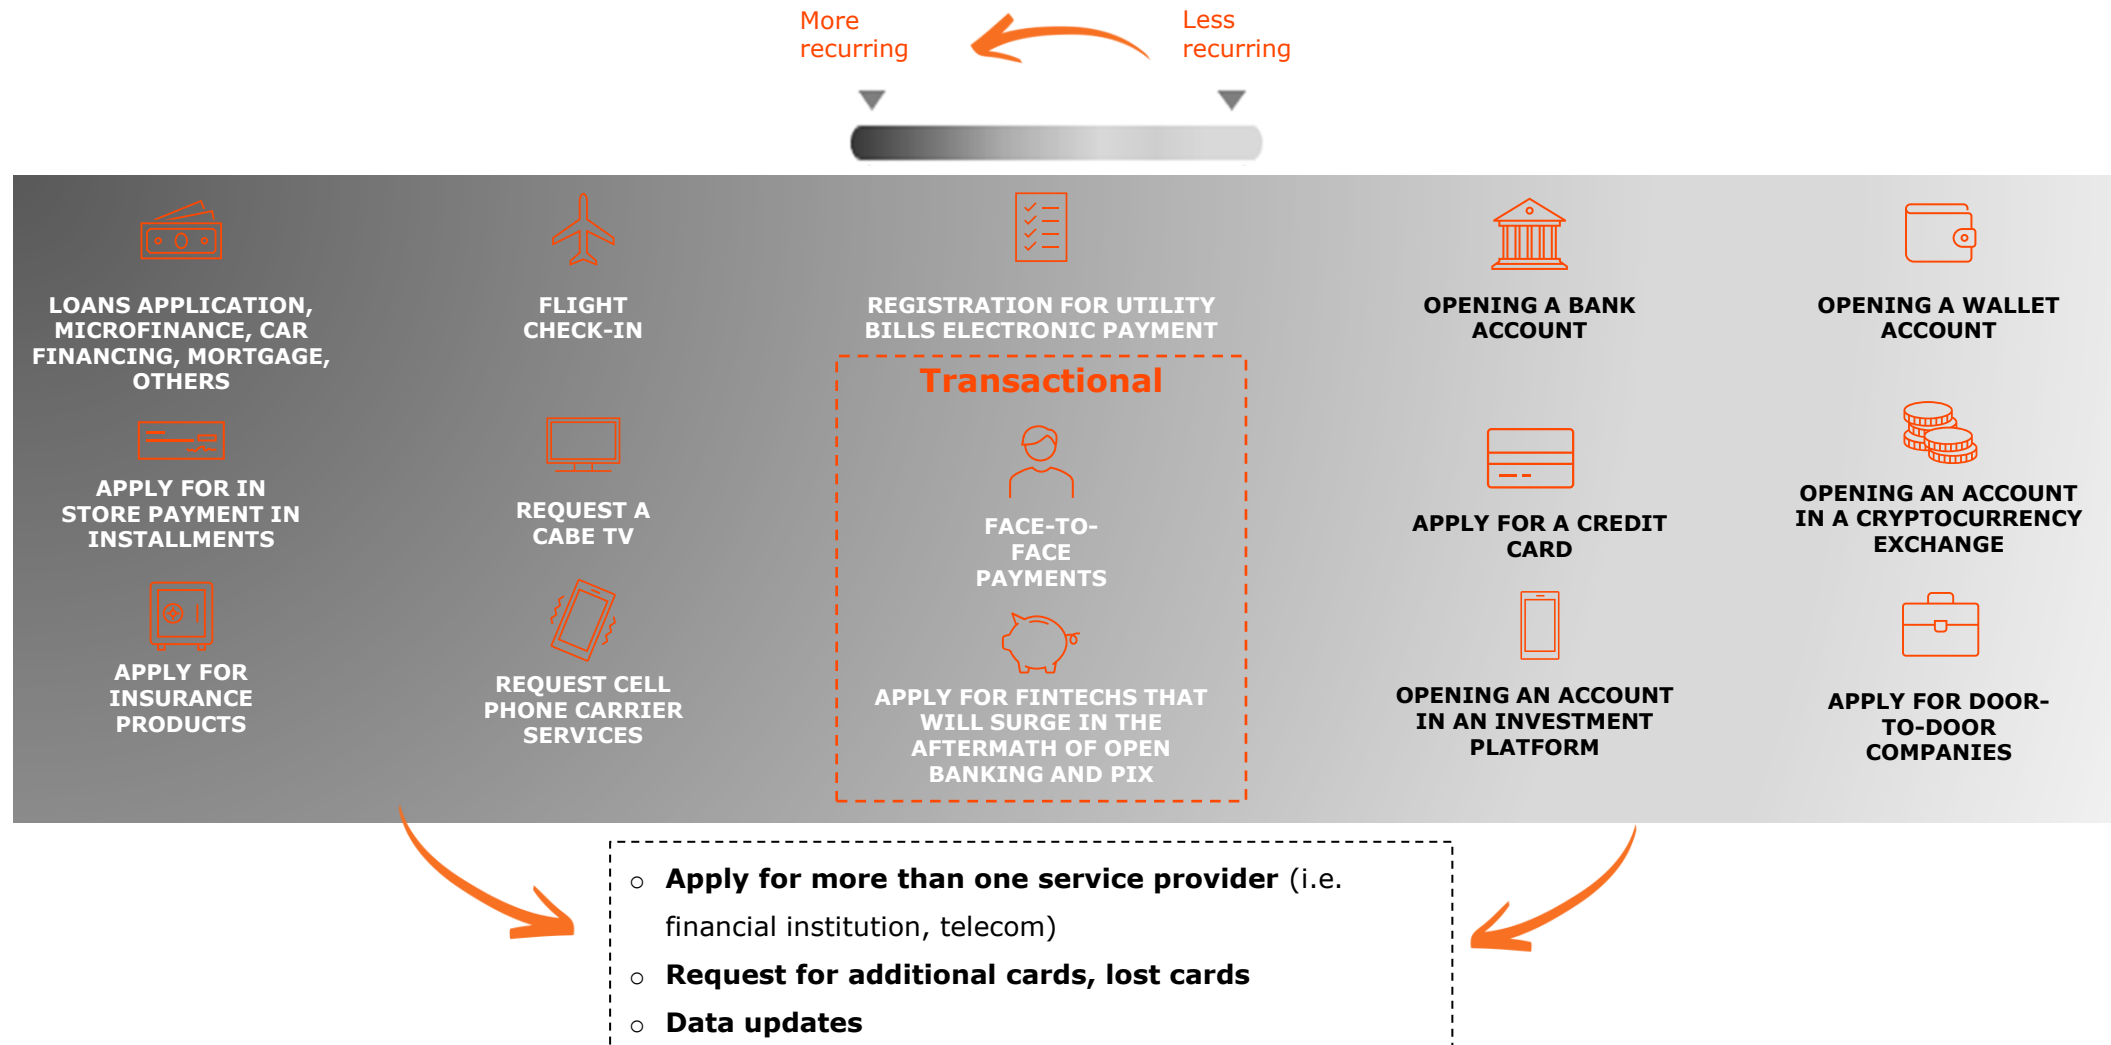 More
recurring
Less
recurring
LOANS APPLICATION,
MICROFINANCE, CAR
FINANCING, MORTGAGE,
OTHERS
FLIGHT
CHECK-IN
REGISTRATION FOR UTILITY
BILLS ELECTRONIC PAYMENT
OPENING A BANK
ACCOUNT
OPENING A WALLET
ACCOUNT
Transactional
APPLY FOR IN
STORE PAYMENT IN
INSTALLMENTS
REQUEST A
CABE TV
FACE-TO-
FACE
PAYMENTS
APPLY FOR A CREDIT
CARD
OPENING AN ACCOUNT
IN A CRYPTOCURRENCY
EXCHANGE
APPLY FOR
INSURANCE
PRODUCTS
REQUEST CELL
PHONE CARRIER
SERVICES
APPLY FOR FINTECHS THAT
WILL SURGE IN THE
AFTERMATH OF OPEN
BANKING AND PIX
OPENING AN ACCOUNT
IN AN INVESTMENT
PLATFORM
APPLY FOR DOOR-
TO-DOOR
COMPANIES
o Apply for more than one service provider (i.e.
financial institution, telecom)
o Request for additional cards, lost cards
o Data updates